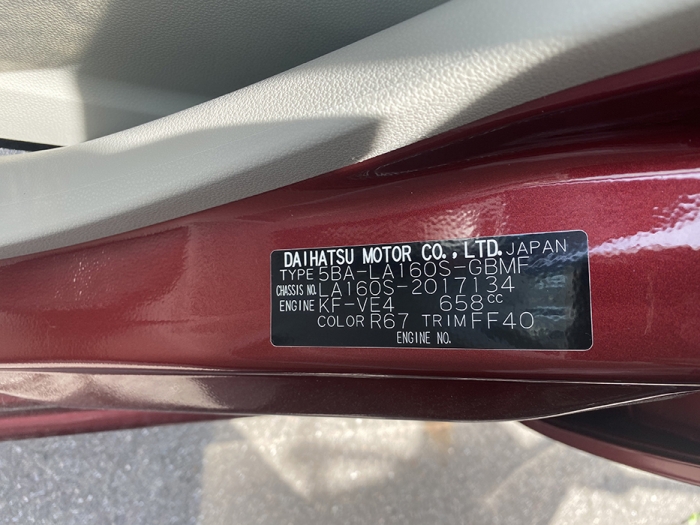 DAIHATSU MOTOR CO., LTD. JAPAN
TYPE 5BA-LA160S-GBMF
CHASSIS NO. LA160S-2017134
ENGINE KF-VE4 658CC
COLOR R67 TRIM FF40
ENGINE NO.